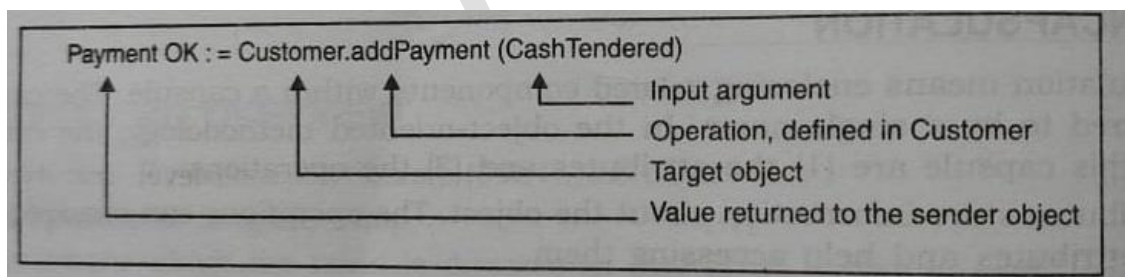 Payment OK : = Customer.addPayment (CashTendered)
Input argument
Operation, defined in Customer
Target object
Value returned to the sender object